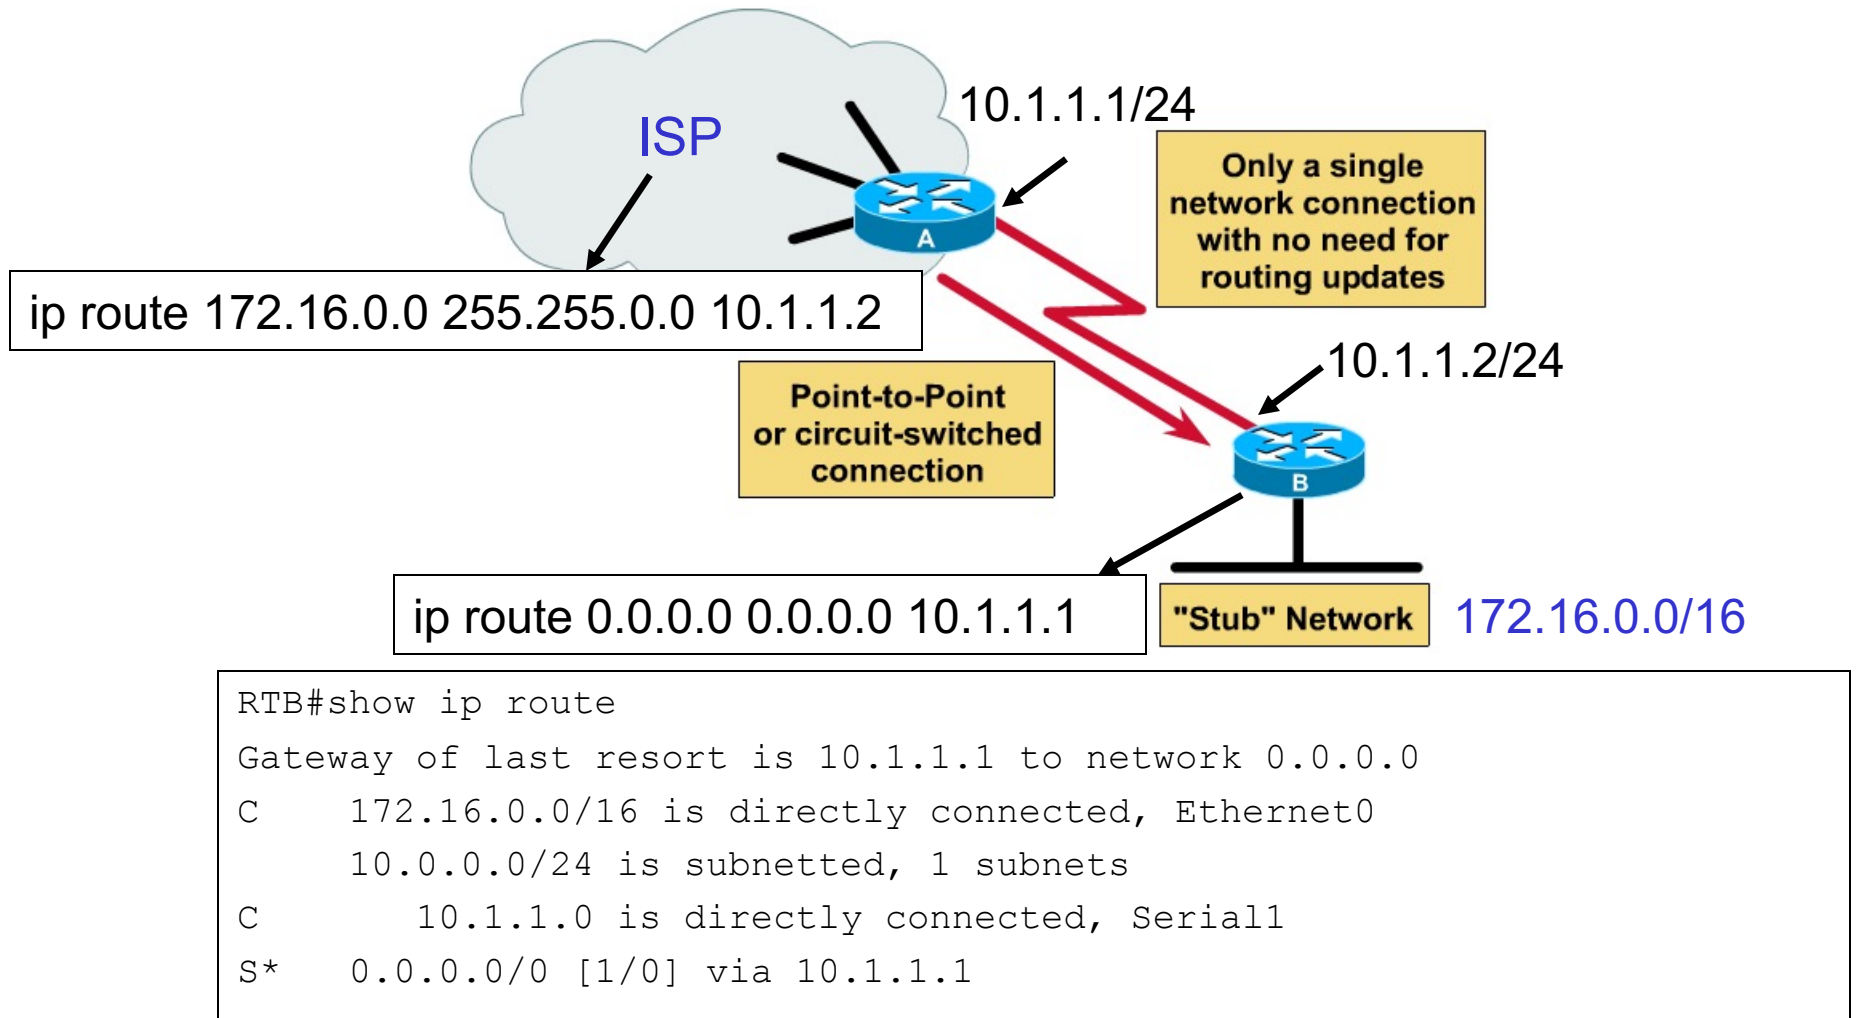 ISP
10.1.1.1/24
Only a single
network connection
with no need for
routing updates
A
ip route 172.16.0.0 255.255.0.0 10.1.1.2
10.1.1.2/24
Point-to-Point
or circuit-switched
connection
B
ip route 0.0.0.0 0.0.0.0 10.1.1.1
"Stub" Network
172.16.0.0/16
RTB#show ip route
Gateway of last resort is 10.1.1.1 to network 0.0.0.0
C    172.16.0.0/16 is directly connected, Ethernet0
     10.0.0.0/24 is subnetted, 1 subnets
C       10.1.1.0 is directly connected, Serial1
S*   0.0.0.0/0 [1/0] via 10.1.1.1